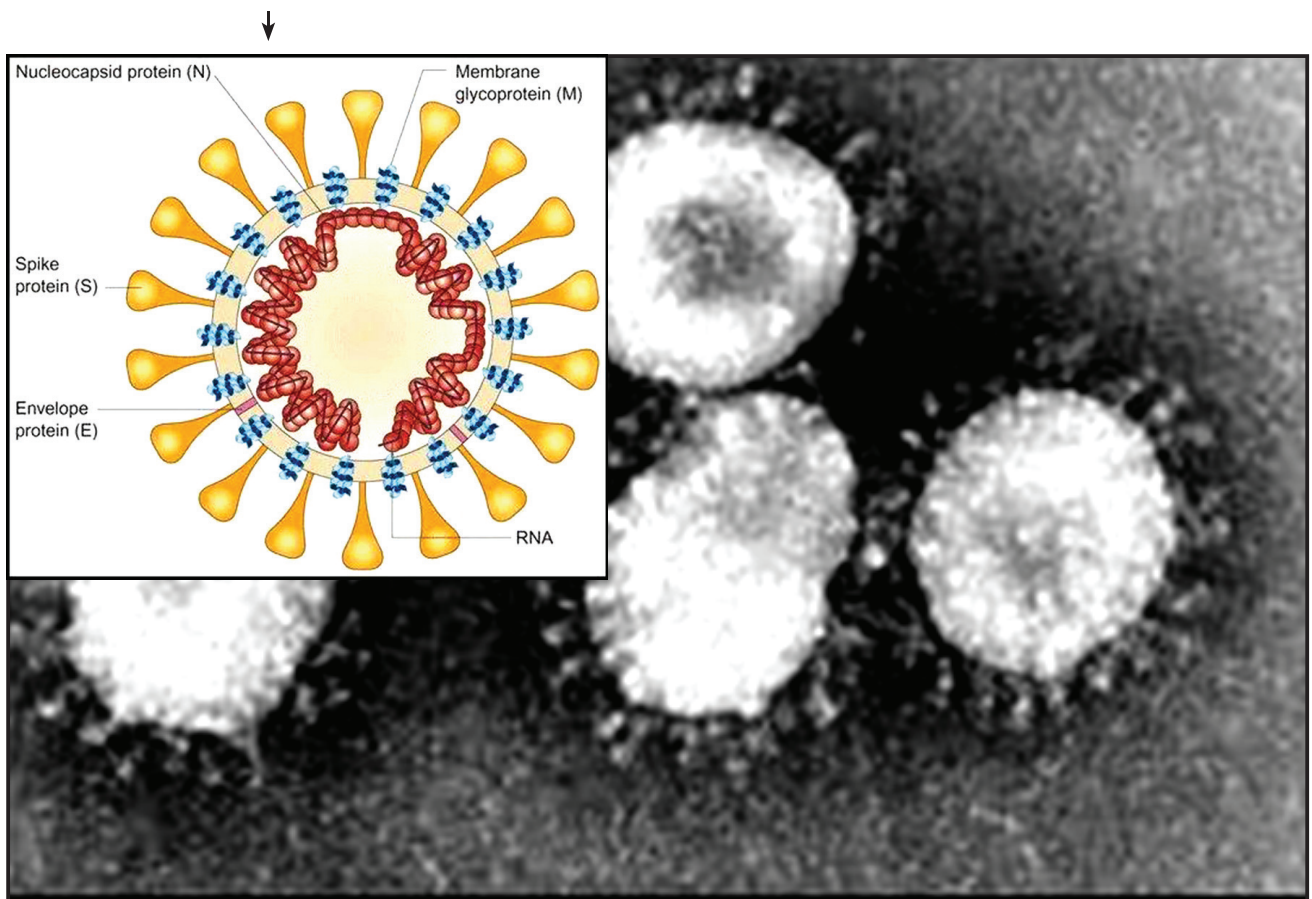 Nucleocapsid protein (N)
Membrane
glycoprotein (M)
Spike
protein (S)
Envelope
protein (E)
RNA